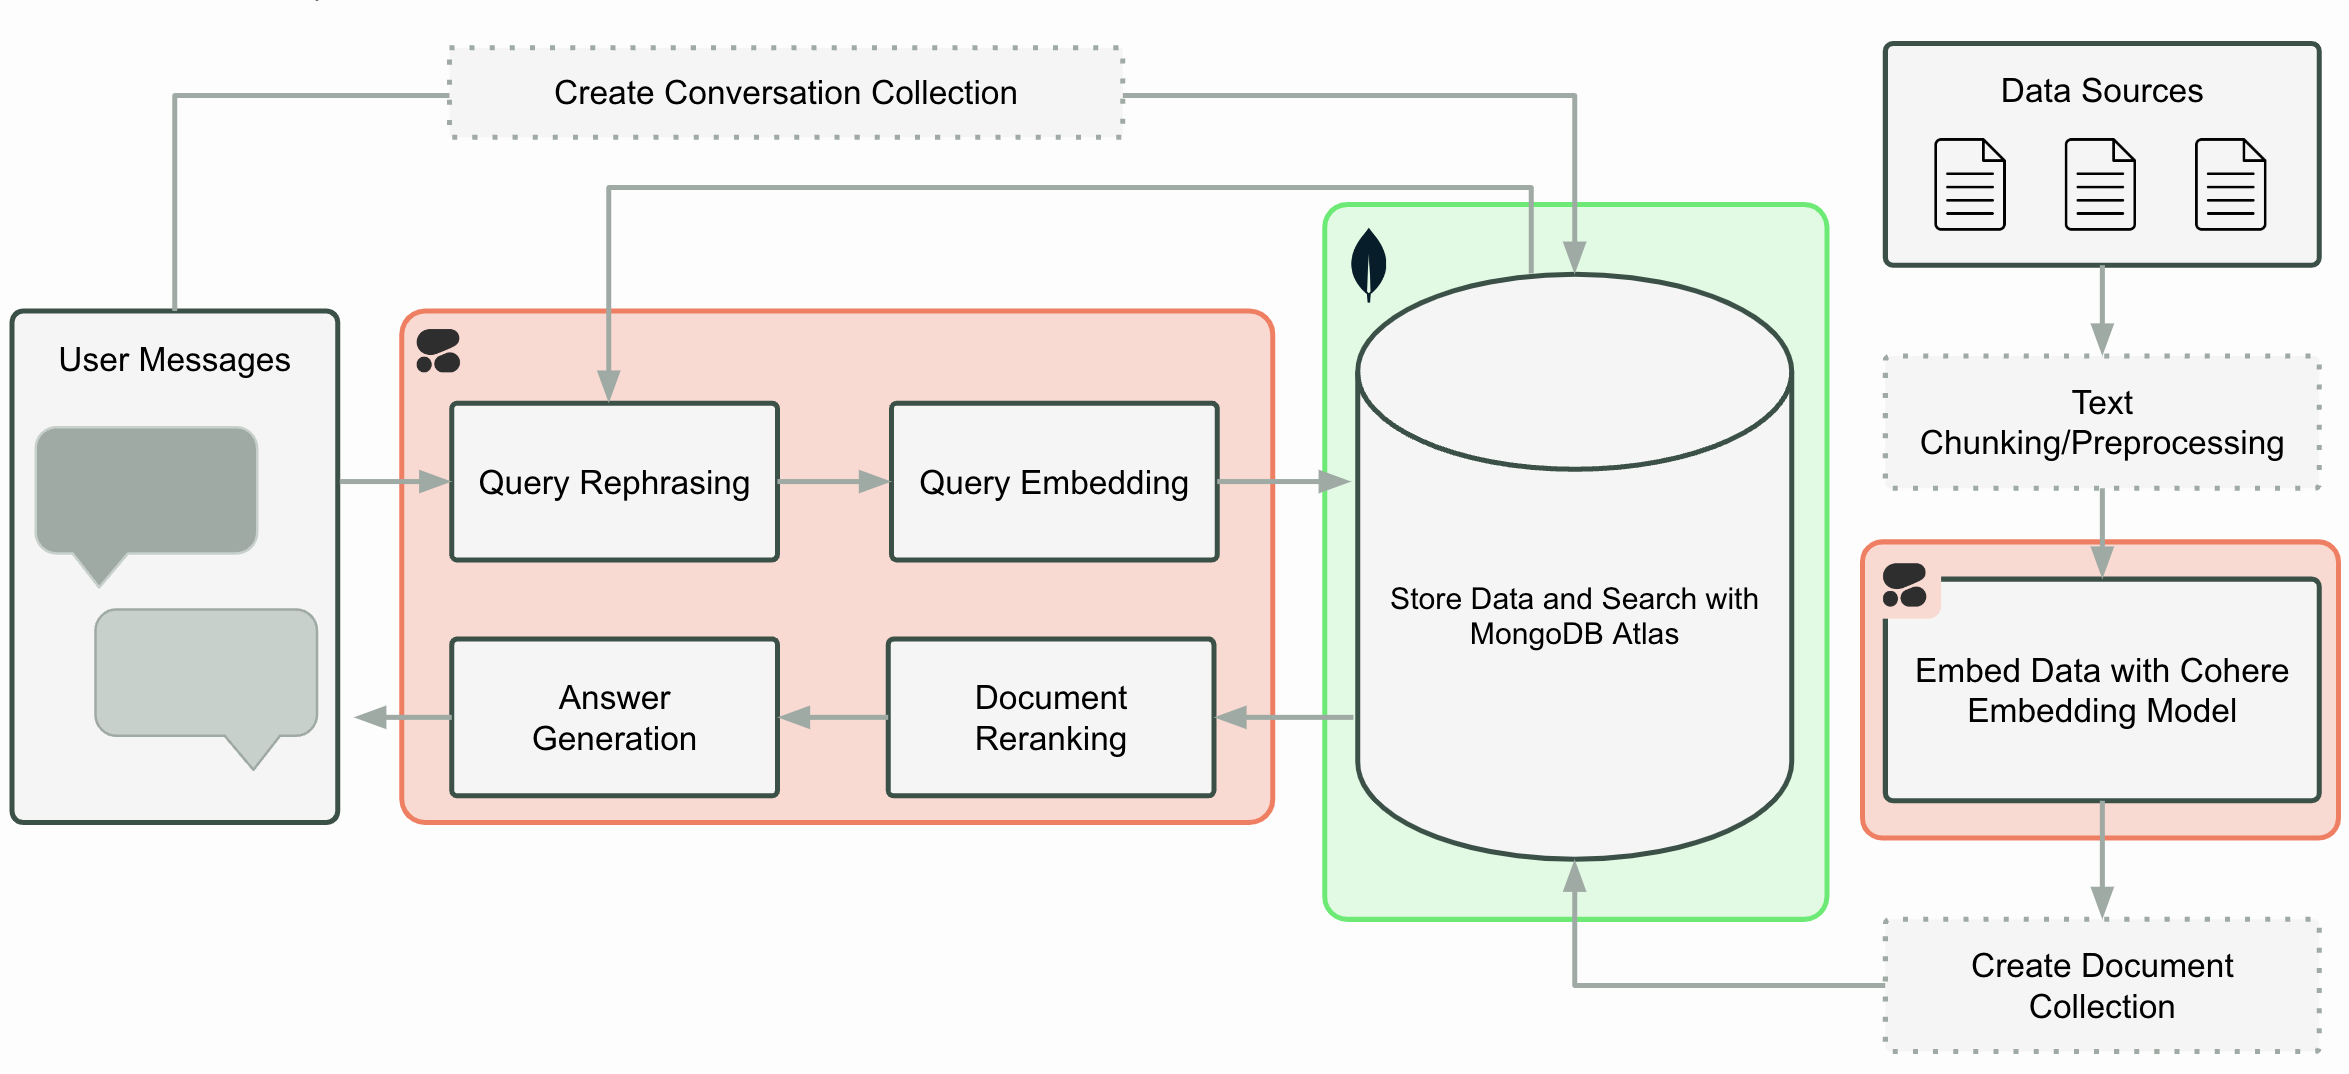 Create Conversation Collection
Data Sources
User Messages
Query Rephrasing
Query Embedding
Answer
Generation
Document
Reranking
Store Data and Search with
MongoDB Atlas
Text
Chunking/Preprocessing
Embed Data with Cohere
Embedding Model
Create Document
Collection